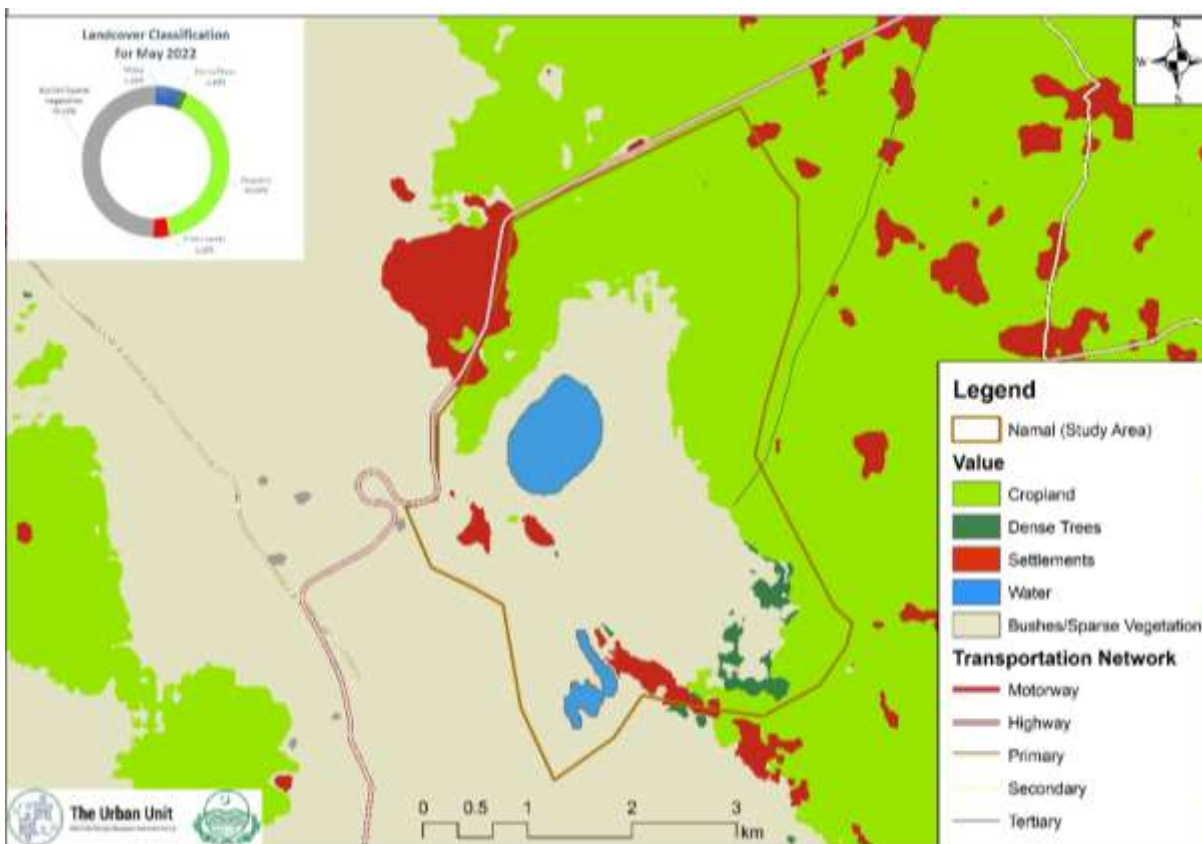 Landcover Classification
for May 2022
N
W
E
S
Legend
Namal (Study Area)
Value
Cropland
Dense Trees
Settlements
Water
Bushes/Sparse Vegetation
Transportation Network
Motorway
Highway
Primary
Secondary
Tertiary
The Urban Unit
0 0.5 1 2 3
km